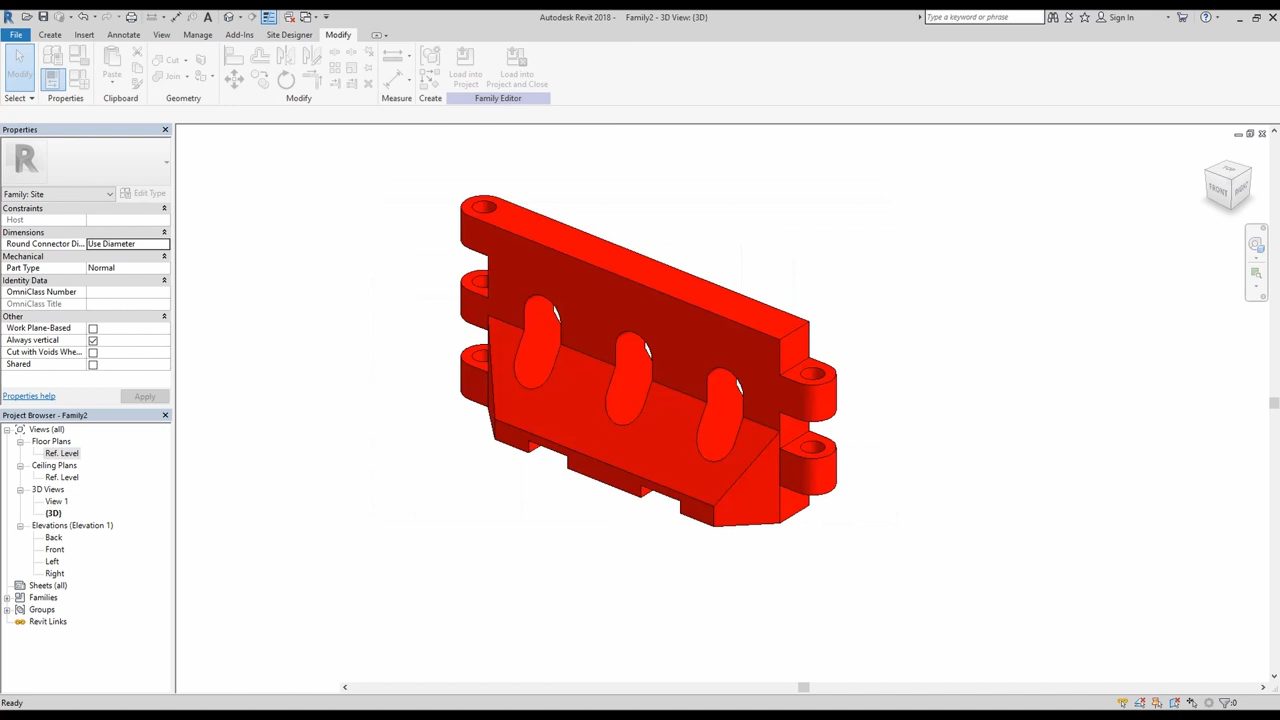 Autodesk Revit 2018 - Family2 - 3D View: {3D}
Type a keyword or phrase
Sign In
File Create Insert Annotate View Manage Add-Ins Site Designer Modify
Modify
Paste
Cut
Join
Load into Project
Load into Project and Close
Select Properties Clipboard Geometry Modify Measure Create Family Editor
Properties
R
Family: Site
Edit Type
Constraints
Host
Dimensions
Round Connector Di... Use Diameter
Mechanical
Part Type Normal
Identity Data
OmniClass Number
OmniClass Title
Other
Work Plane-Based
Always vertical
Cut with Voids Whe...
Shared
Properties help
Apply
Project Browser - Family2
Views (all)
Floor Plans
Ref. Level
Ceiling Plans
Ref. Level
3D Views
View 1
{3D}
Elevations (Elevation 1)
Back
Front
Left
Right
Sheets (all)
Families
Groups
Revit Links
TOP
FRONT
RIGHT
Ready
:0